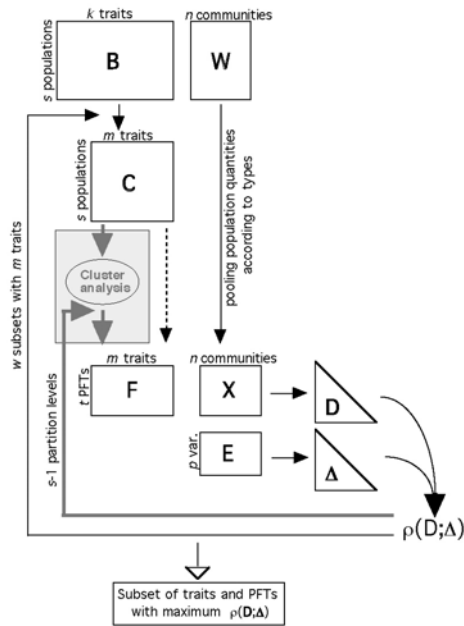 k traits
n communities
s populations
B
W
m traits
s populations
C
pooling population quantities
according to types
w subsets with m traits
Cluster
analysis
s-1 partition levels
m traits
n communities
t PFTs
F
X
D
p var.
E
Δ
ρ(D;Δ)
Subset of traits and PFTs
with maximum ρ(D;Δ)